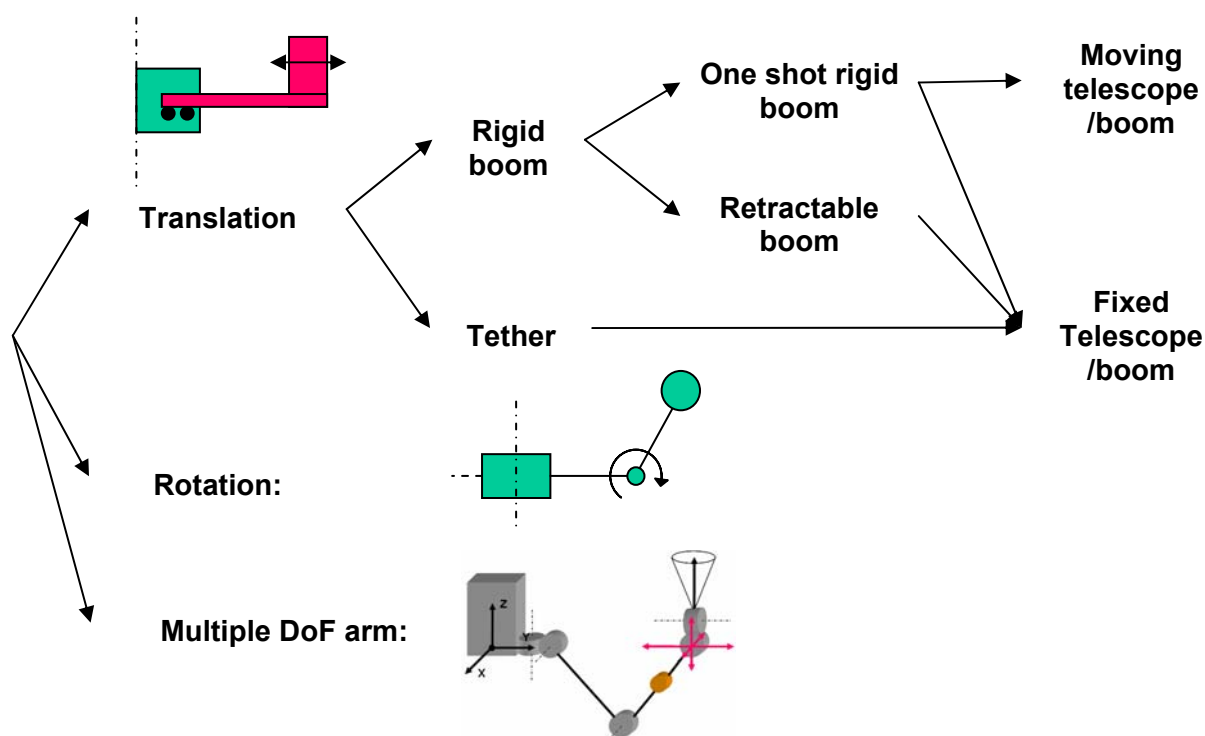 Translation
Rigid
boom
Tether
One shot rigid
boom
Retractable
boom
Moving
telescope
/boom
Fixed
Telescope
/boom
Rotation:
Multiple DoF arm:
Z
Y
X